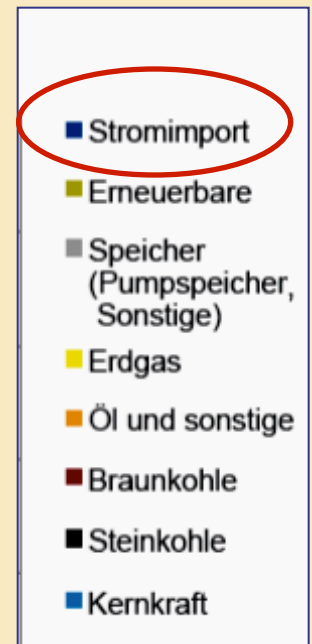 Stromimport
Erneuerbare
Speicher
(Pumpspeicher,
Sonstige)
Erdgas
Öl und sonstige
Braunkohle
Steinkohle
Kernkraft